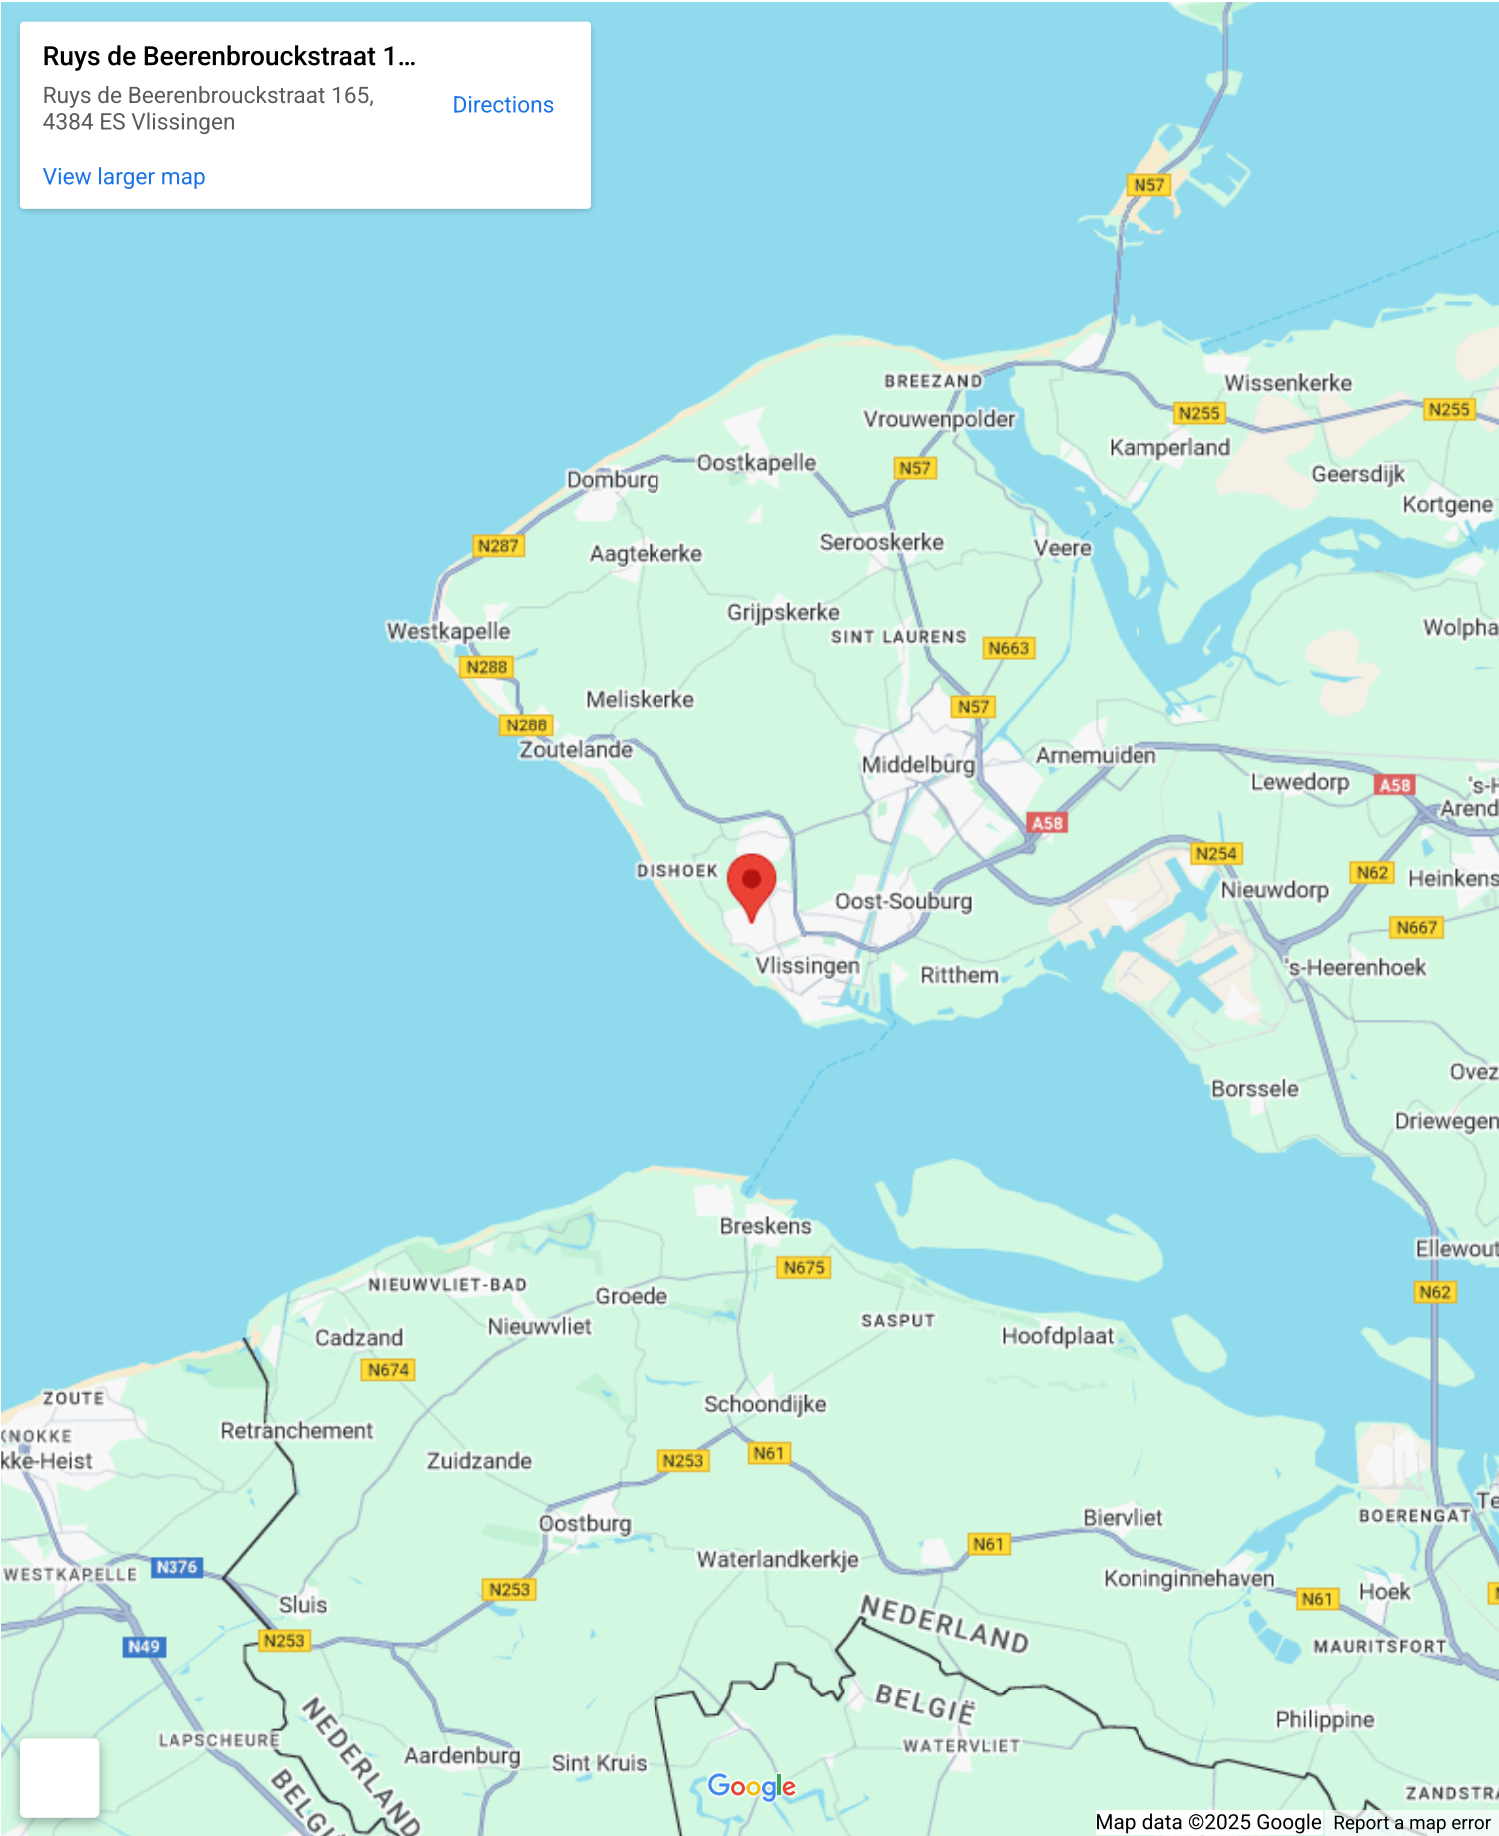 Ruys de Beerenbrouckstraat 1...
Ruys de Beerenbrouckstraat 165,
4384 ES Vlissingen
Directions
View larger map
N57
BREEZAND
Wissenkerke
N255
N255
Vrouwenpolder
Kamperland
Oostkapelle
N57
Geersdijk
Domburg
Kortgene
N287
Serooskerke
Veere
Aagtekerke
Grijpskerke
Westkapelle
SINT LAURENS
Wolpha
N663
N288
Meliskerke
N57
N288
Zoutelande
Arnemuiden
Middelburg
Lewedorp
A58
's-H
Arend
A58
N254
DISHOEK
N62
Heinkens
Nieuwdorp
Oost-Souburg
N667
Vlissingen
Ritthem
's-Heerenhoek
Ovez
Borssele
Driewegen
Breskens
Ellewout
N675
NIEUWVLIET-BAD
Groede
N62
SASPUT
Nieuwvliet
Hoofdplaat
Cadzand
N674
ZOUTE
Schoondijke
Retranchement
KNOKKE
kke-Heist
Zuidzande
N253
N61
Te
Oostburg
Biervliet
BOERENGAT
N61
Waterlandkerkje
N376
WESTKAPELLE
Koninginnehaven
N253
Hoek
N61
Sluis
NEDERLAND
N253
N49
MAURITSFORT
BELGIË
NEDERLAND
Philippine
LAPSCHEURE
WATERVLIET
Aardenburg
Sint Kruis
BELGI
Google
ZANDSTRA
Map data ©2025 Google
Report a map error